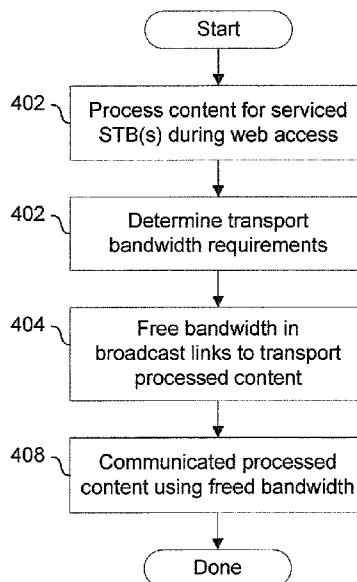 Start
402
Process content for serviced
STB(s) during web access
402
Determine transport
bandwidth requirements
404
Free bandwidth in
broadcast links to transport
processed content
408
Communicated processed
content using freed bandwidth
Done